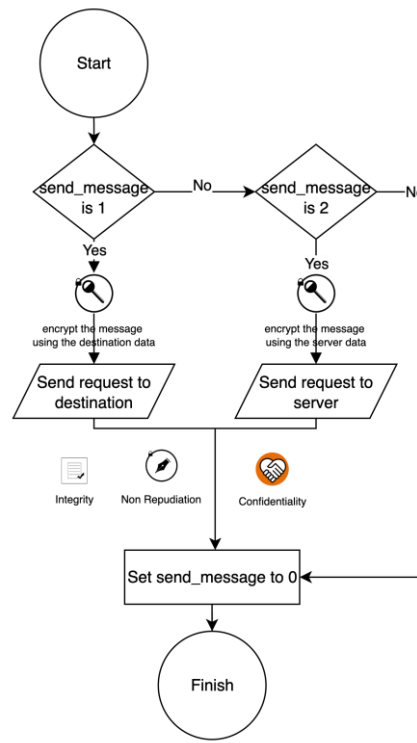 Start
send_message
is 1
No
send_message
is 2
No
Yes
Yes
encrypt the message
using the destination data
encrypt the message
using the server data
Send request to
destination
Send request to
server
Integrity
Non Repudiation
Confidentiality
Set send_message to 0
Finish